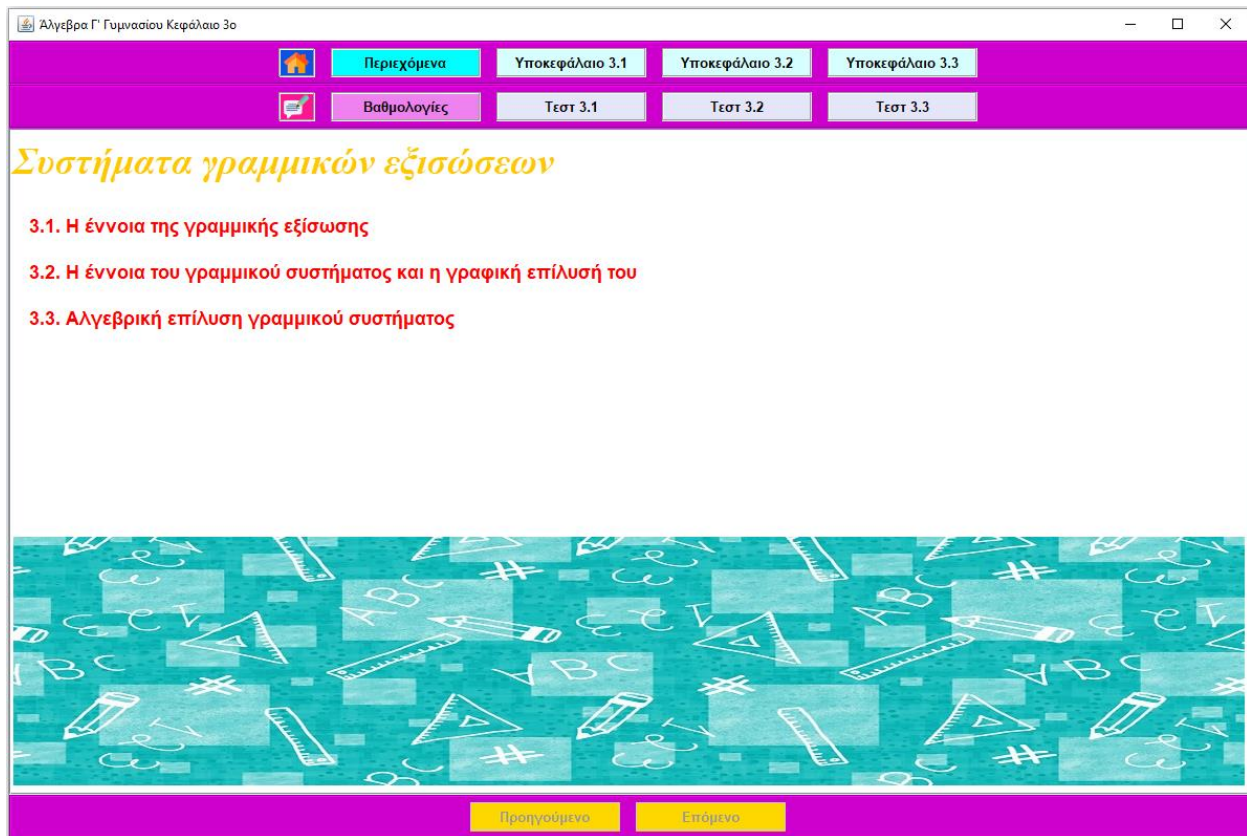 Άλγεβρα Γ' Γυμνασίου Κεφάλαιο 3ο
Περιεχόμενα Υποκεφάλαιο 3.1 Υποκεφάλαιο 3.2 Υποκεφάλαιο 3.3
Βαθμολογίες Τεστ 3.1 Τεστ 3.2 Τεστ 3.3
Συστήματα γραμμικών εξισώσεων
3.1. Η έννοια της γραμμικής εξίσωσης
3.2. Η έννοια του γραμμικού συστήματος και η γραφική επίλυσή του
3.3. Αλγεβρική επίλυση γραμμικού συστήματος
Προηγούμενο Επόμενο